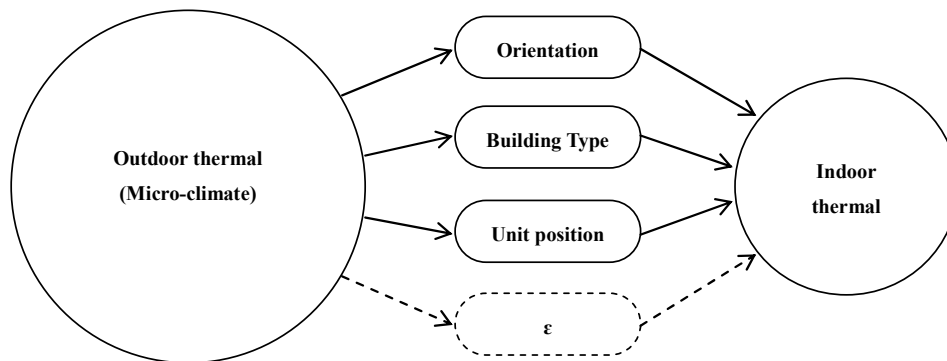 Outdoor thermal
(Micro-climate)
Orientation
Building Type
Unit position
ε
Indoor
thermal